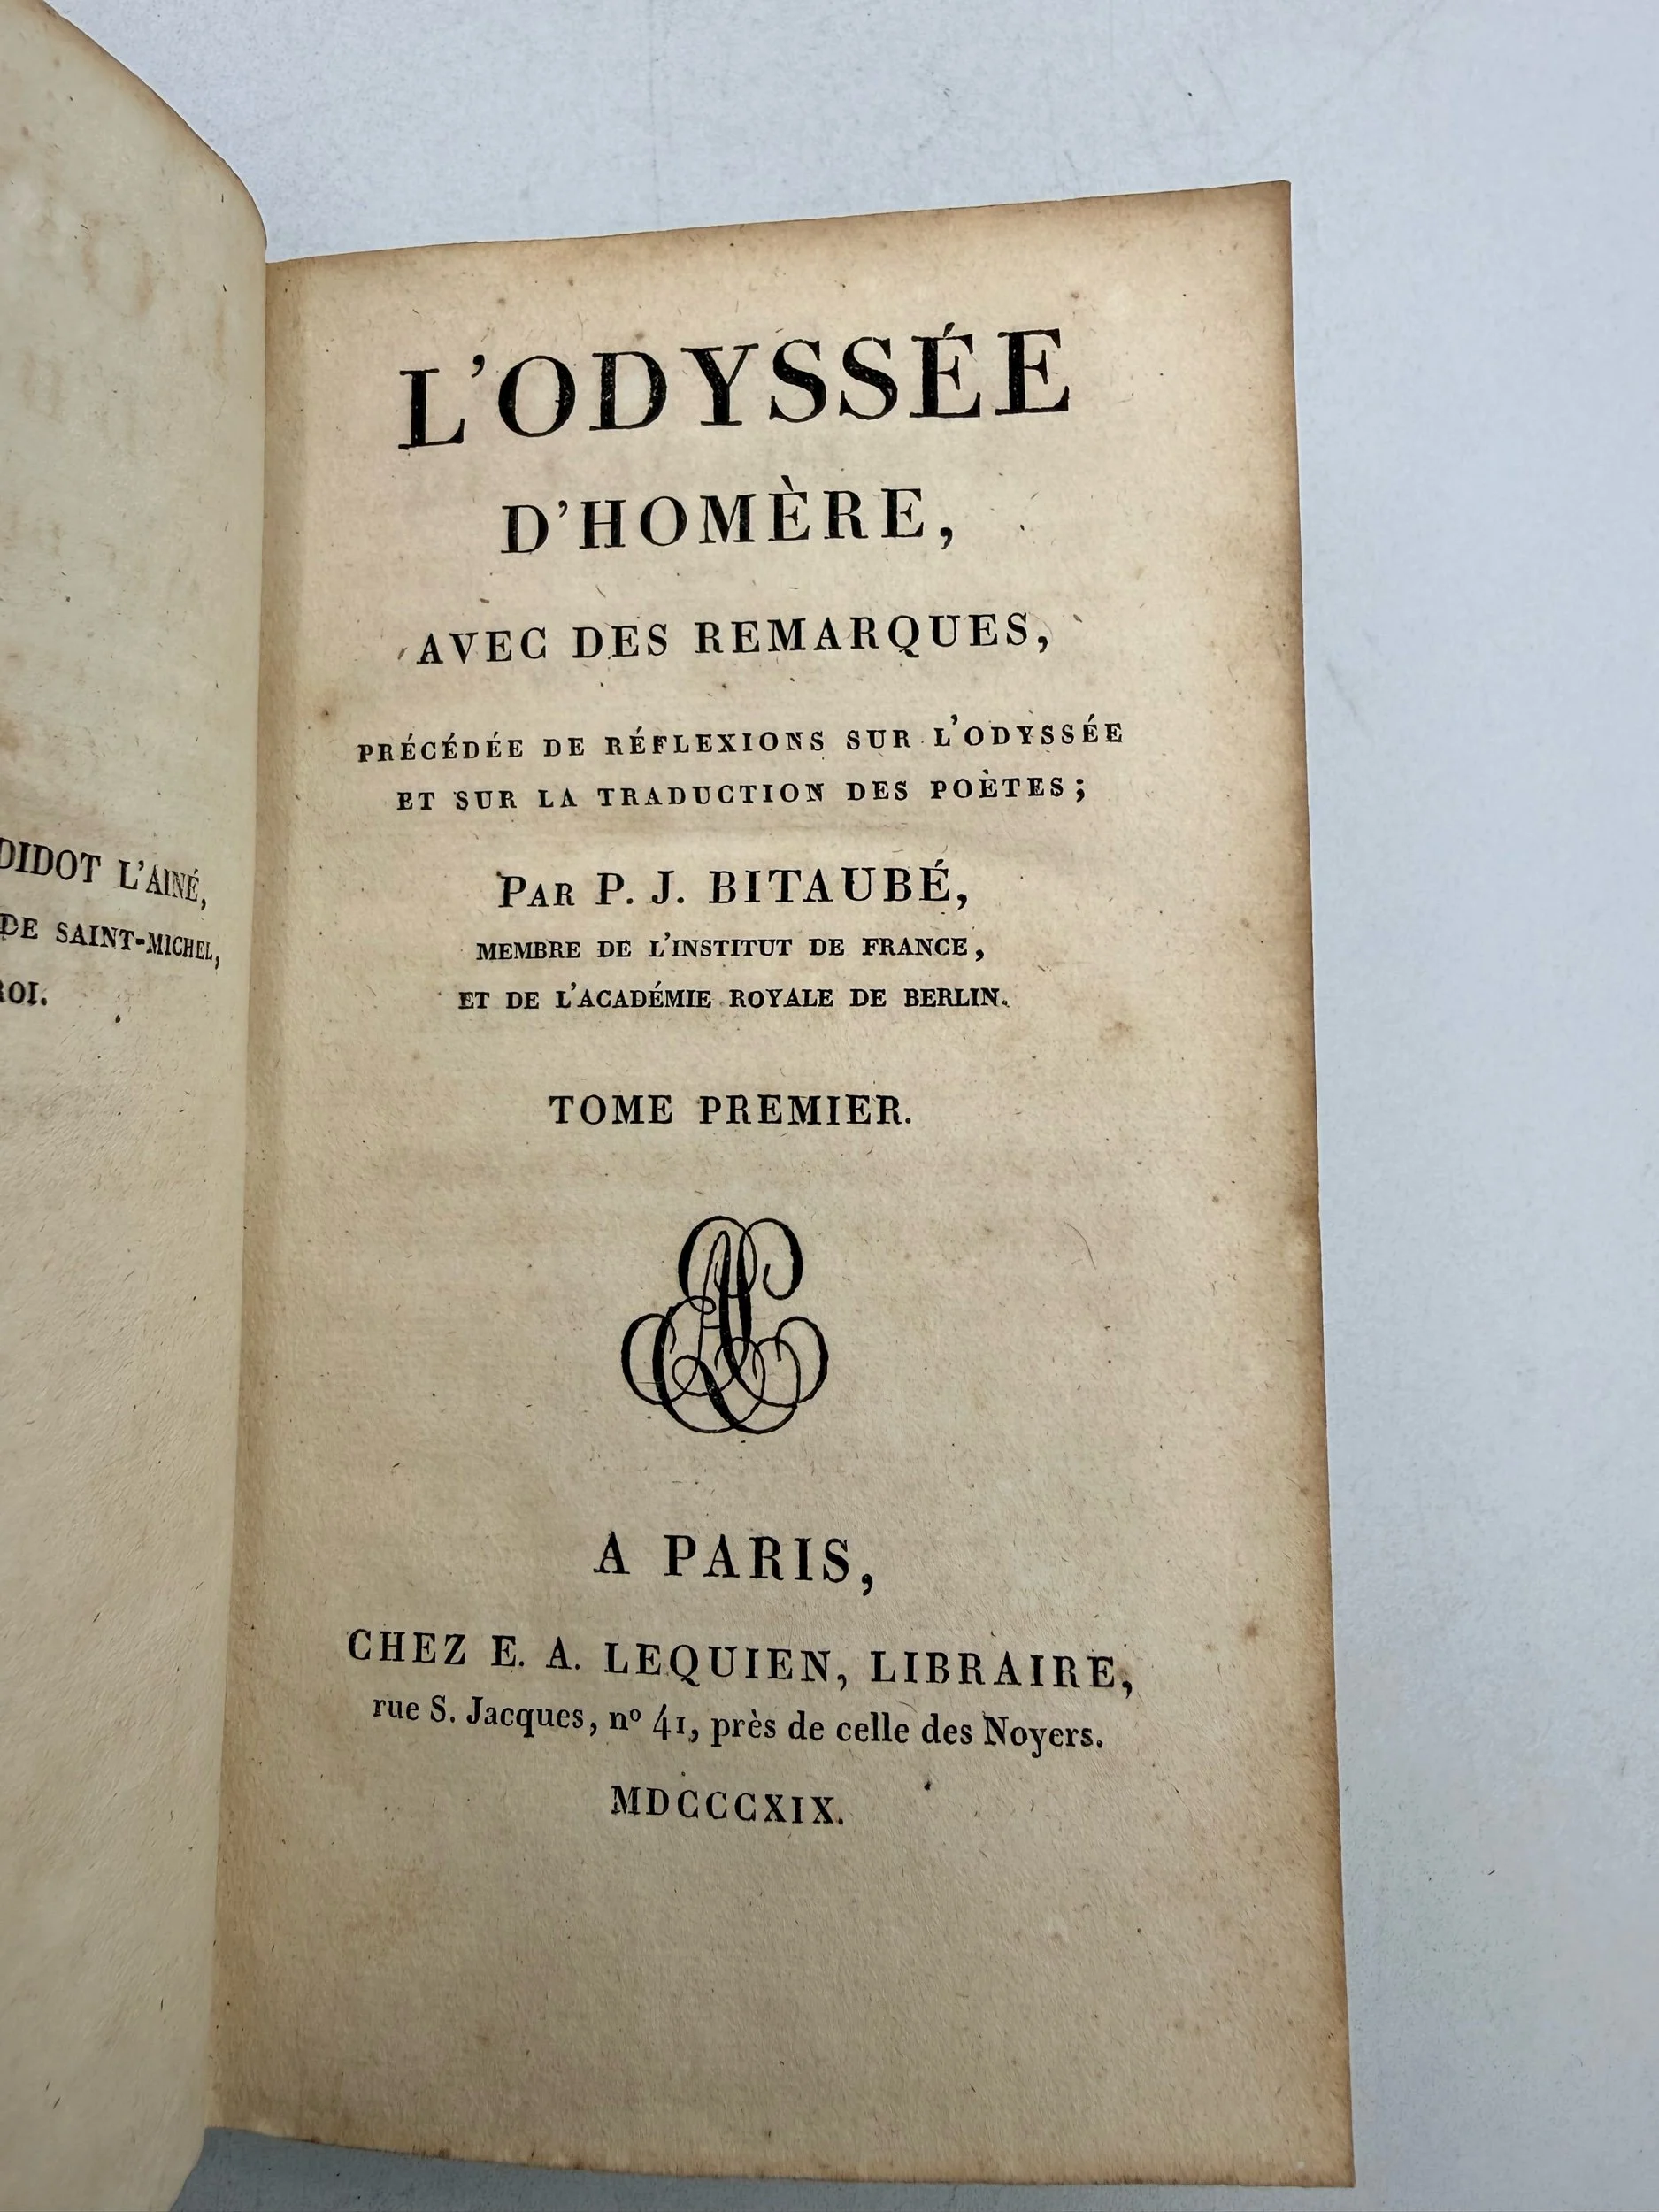 DIDOT L'AINÉ,
DE SAINT-MICHEL,
ROI.
L'ODYSSÉE
D'HOMÈRE,
AVEC DES REMARQUES,
PRÉCÉDÉE DE RÉFLEXIONS SUR L'ODYSSÉE
ET SUR LA TRADUCTION DES POÈTES;
PAR P. J. BITAUBÉ,
MEMBRE DE L'INSTITUT DE FRANCE,
ET DE L'ACADÉMIE ROYALE DE BERLIN.
TOME PREMIER.
A PARIS,
CHEZ E. A. LEQUIEN, LIBRAIRE,
rue S. Jacques, nº 41, près de celle des Noyers.
MDCCCXIX.